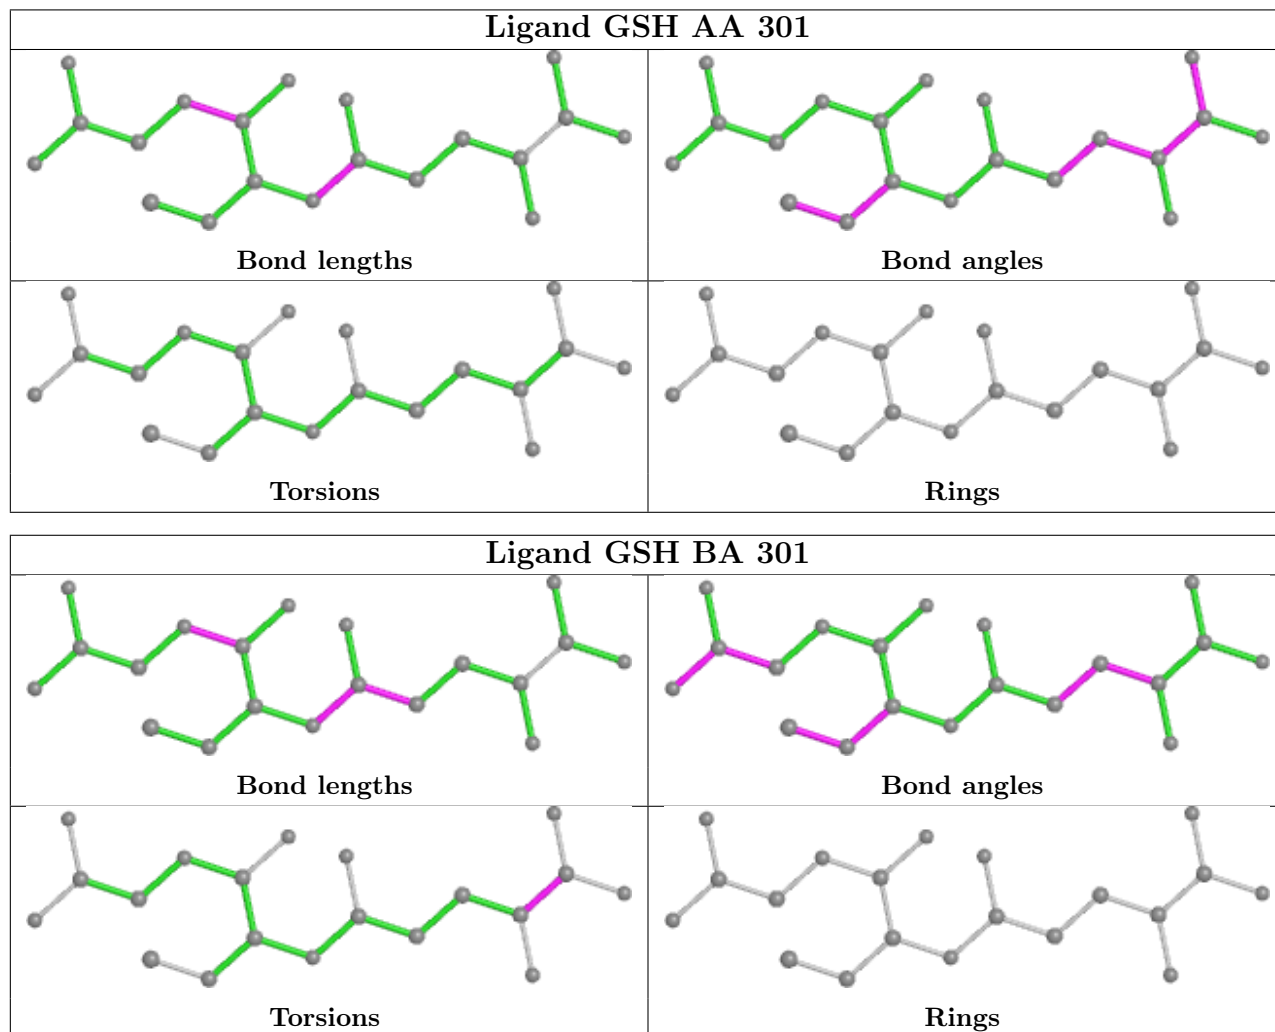 Ligand GSH AA 301
Bond lengths
Bond angles
Torsions
Rings
Ligand GSH BA 301
Bond lengths
Bond angles
Torsions
Rings